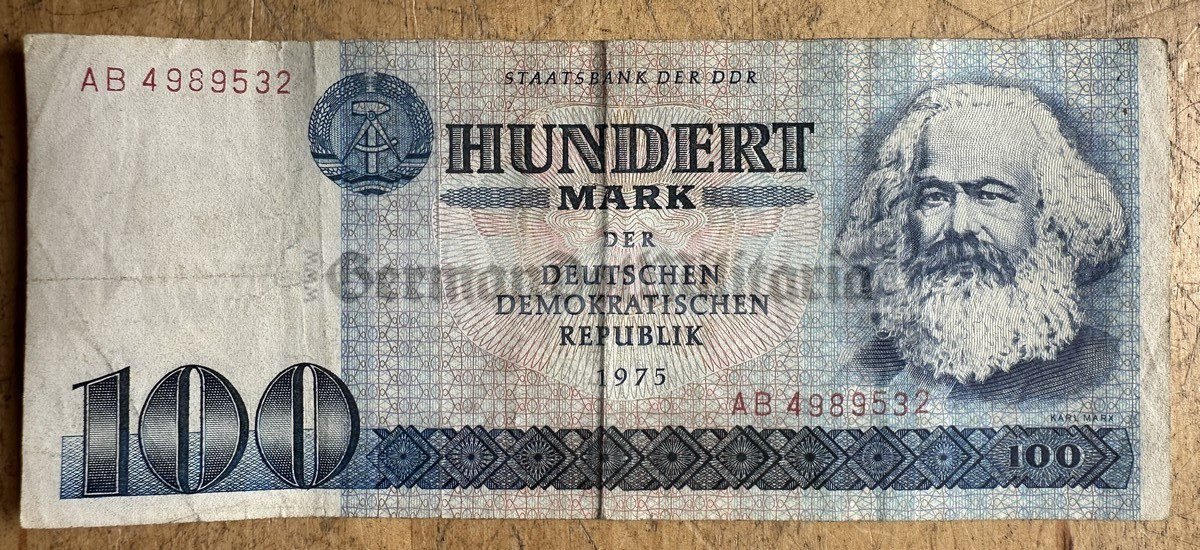 AB 4989532
STAATSBANK DER DDR
HUNDERT
MARK
DER
DEUTSCHEN
DEMOKRATISCHEN
REPUBLIK
1975
AB 4989532
KARL MARX
100
100